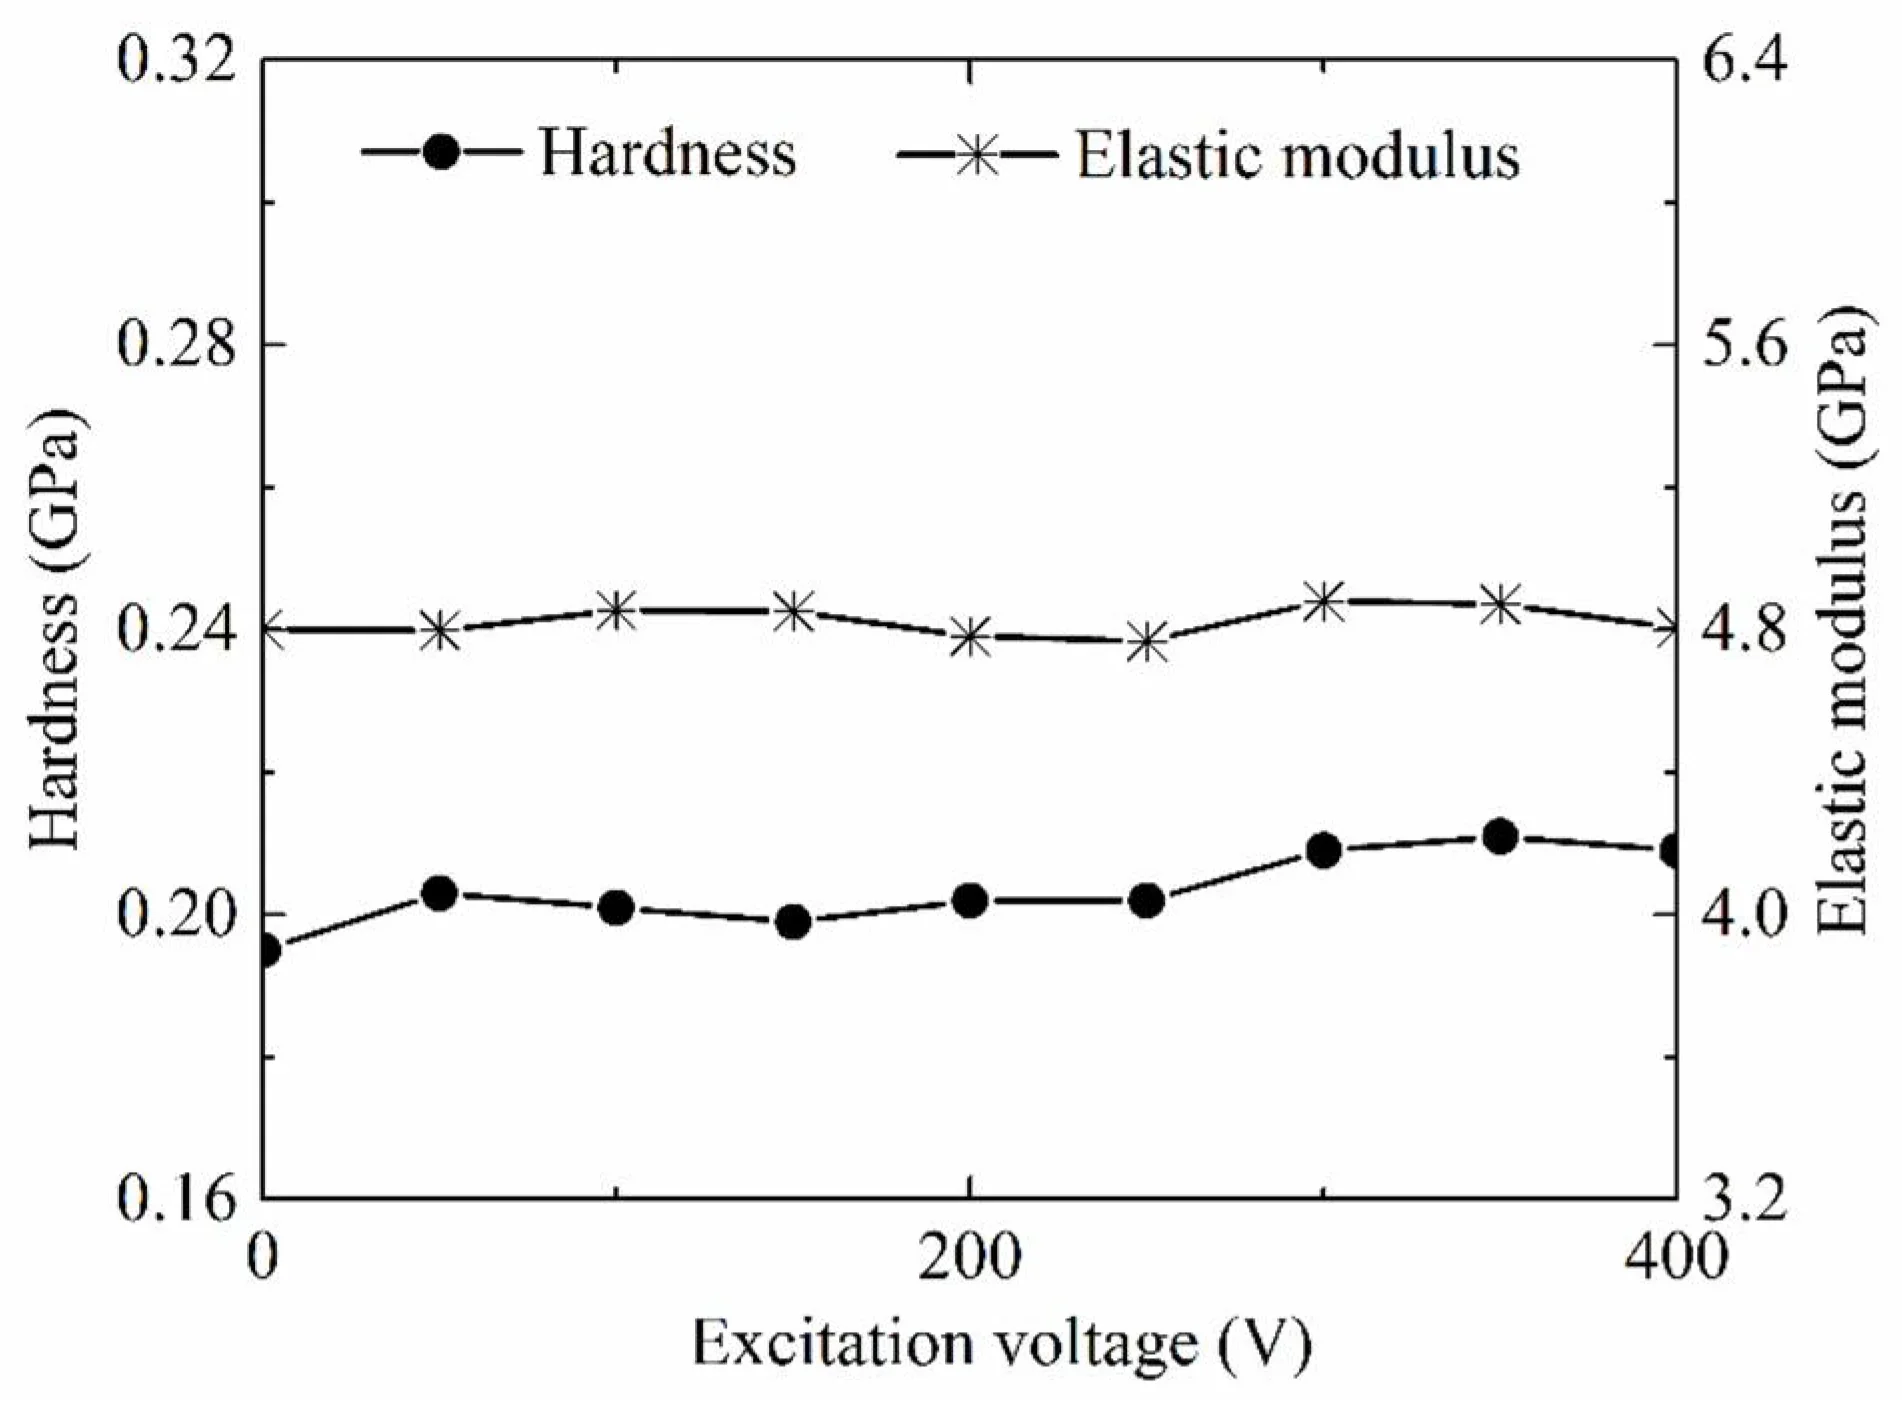 0.32
6.4
Hardness
Elastic modulus
0.28
5.6
Hardness (GPa)
Elastic modulus (GPa)
0.24
4.8
0.20
4.0
0.16
3.2
0
200
400
Excitation voltage (V)